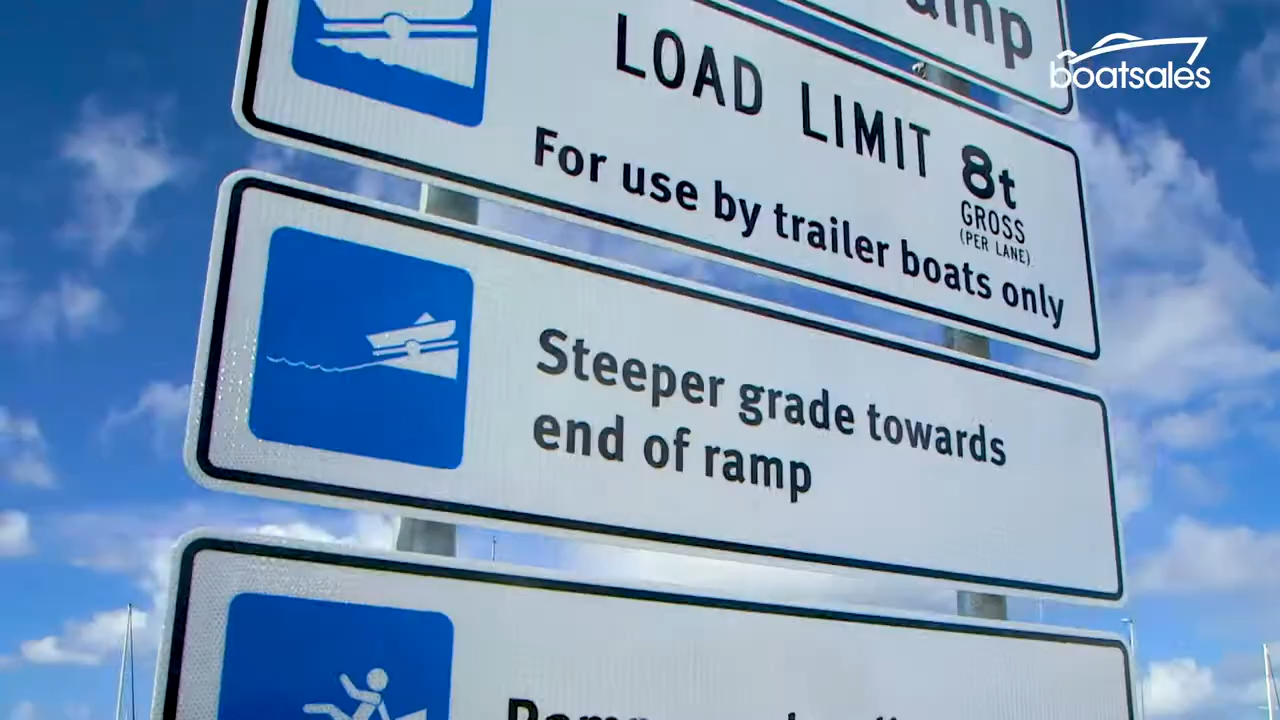 boatsales
LOAD LIMIT 8t
GROSS
(PER LANE)
For use by trailer boats only
Steeper grade towards
end of ramp